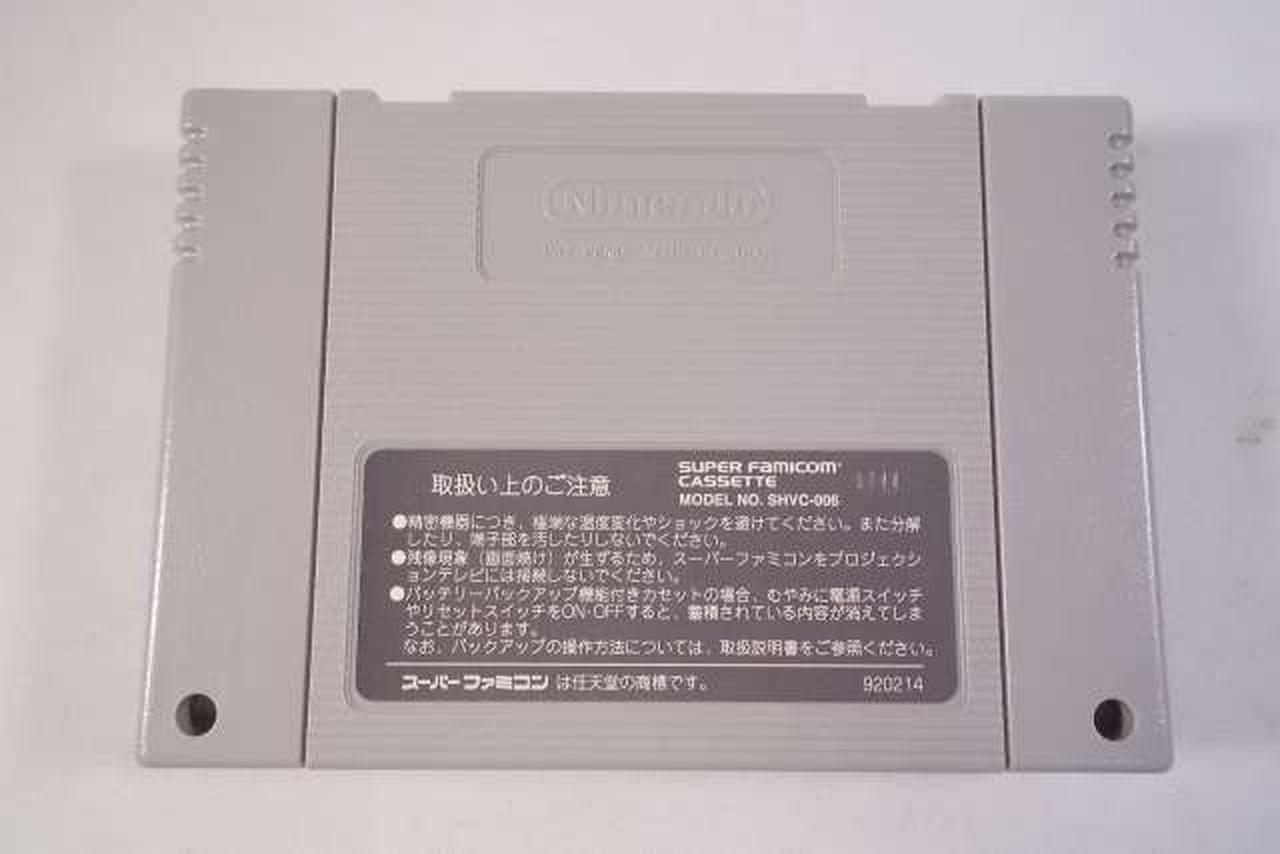 Nintendo
取扱い上のご注意
SUPER FAMICOM
CASSETTE
MODEL NO. SHVC-006
●精密機器につき、極端な温度変化やショックを避けてください。また分解
したり、端子部を汚したりしないでください。
●残像現象（画面焼け）が生ずるため、スーパーファミコンをプロジェクシ
ョンテレビには接続しないでください。
●バッテリーバックアップ機能付きカセットの場合、むやみに電源スイッチ
やリセットスイッチをON·OFFすると、蓄積されている内容が消えてしま
うことがあります。
なお、バックアップの操作方法については、取扱説明書をご参照ください。
スーパーファミコン は任天堂の商標です。
920214